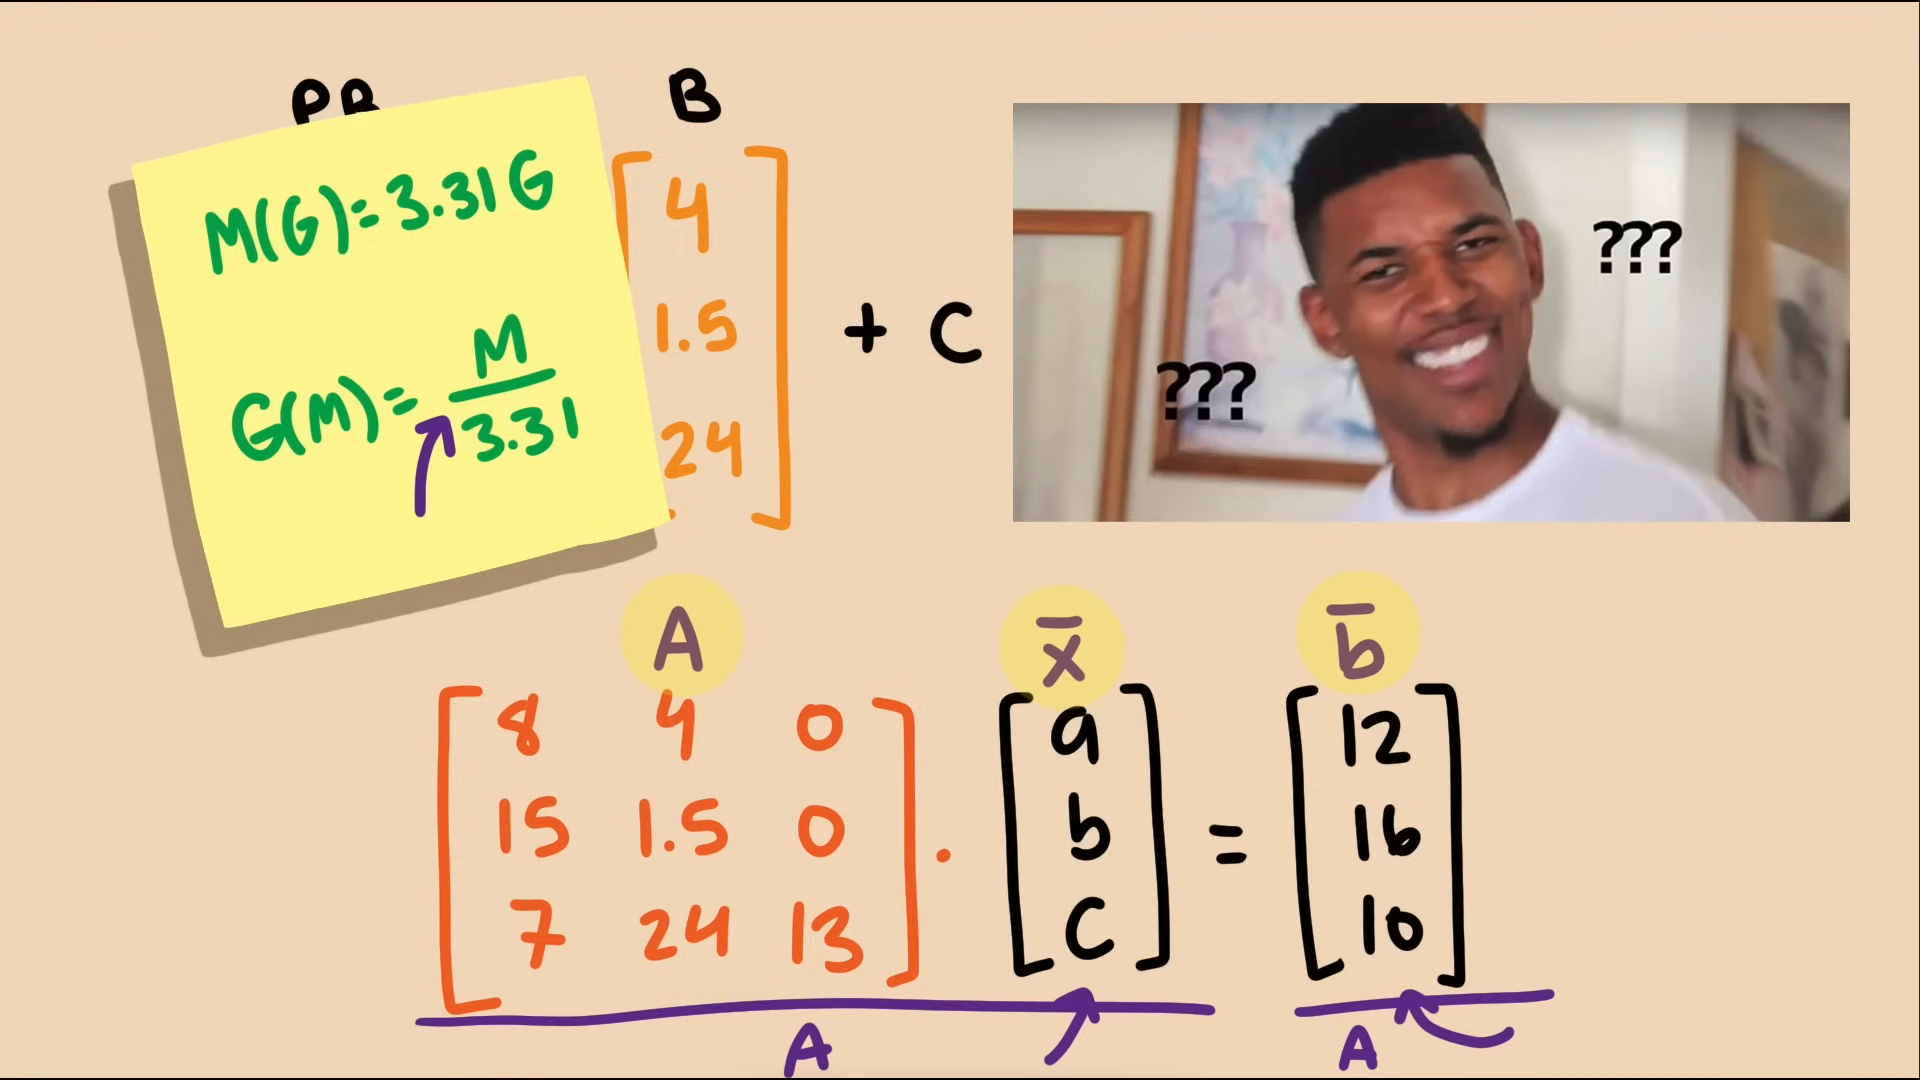 PB B
M(G)=3.31G
G(M)= M
3.31
4
1.5
24
+ C
???
???
A x̄ b̄
8 4 0
15 1.5 0
7 24 13
.
a
b
c
=
12
16
10
A A